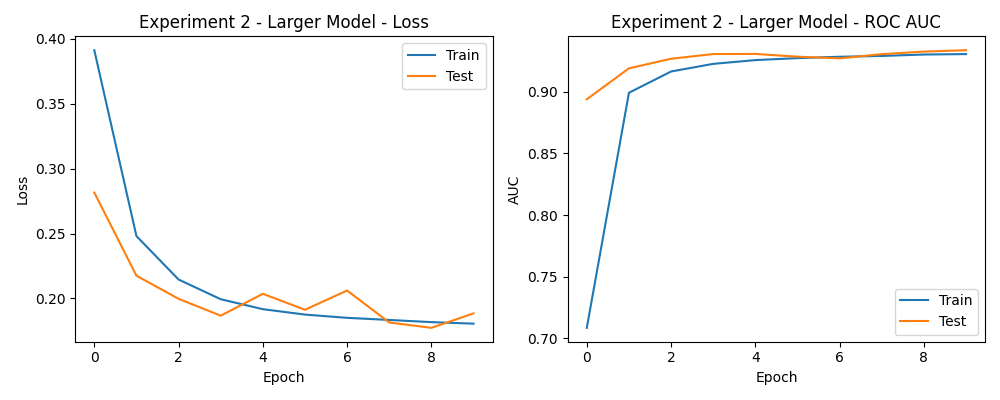 Experiment 2 - Larger Model - Loss
0.40
0.35
0.30
0.25
0.20
Loss
0 2 4 6 8
Epoch
Train
Test
Experiment 2 - Larger Model - ROC AUC
0.90
0.85
0.80
0.75
0.70
AUC
0 2 4 6 8
Epoch
Train
Test